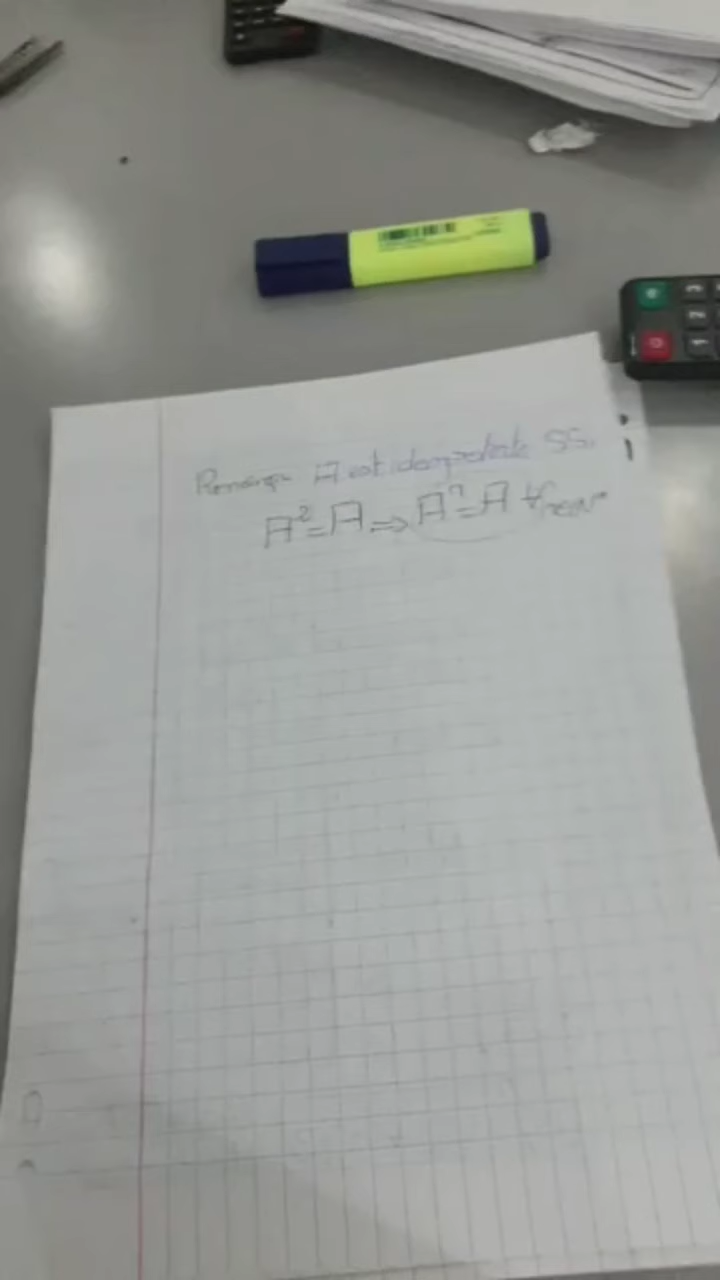 Remarque A est idempotente SSi
A² = A ⇒ Aⁿ = A ∀ n∈ℕ*